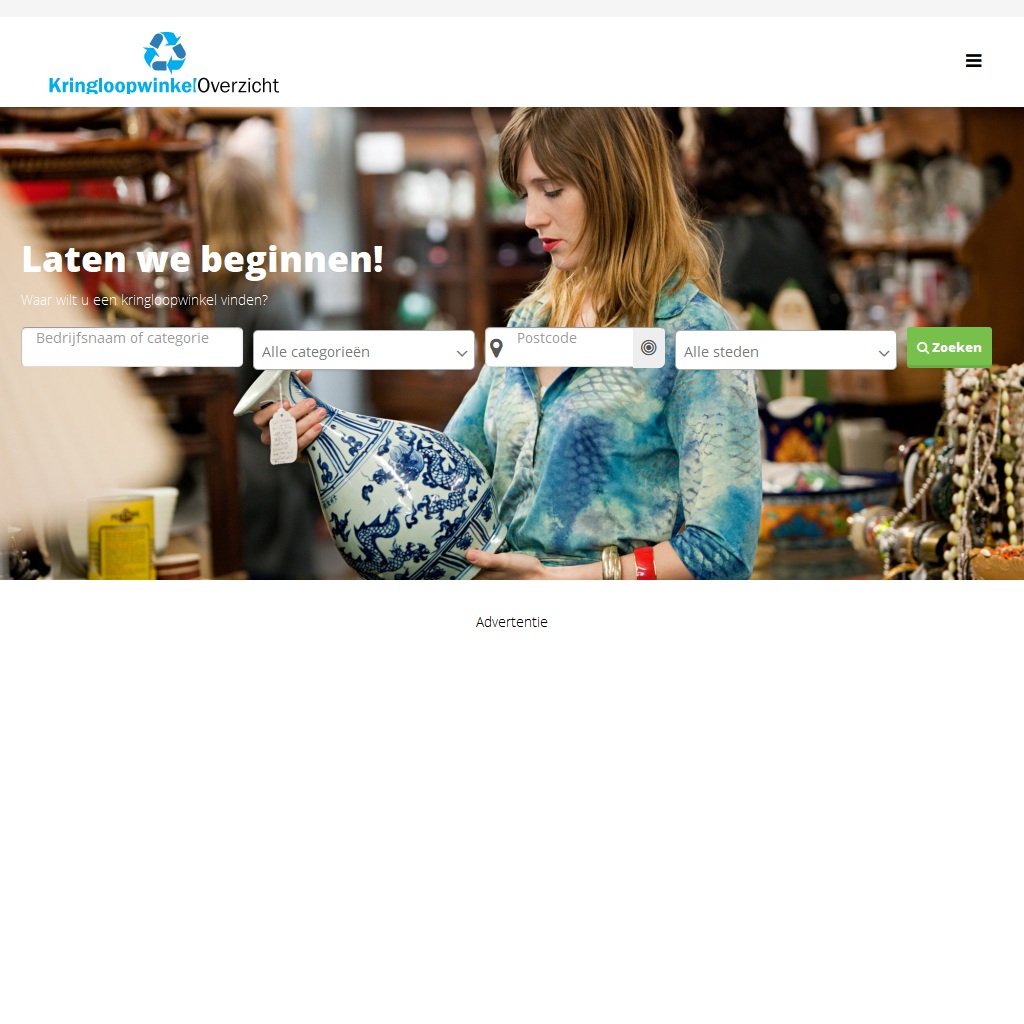 KringloopwinkelOverzicht
Laten we beginnen!
Waar wilt u een kringloopwinkel vinden?
Bedrijfsnaam of categorie
Alle categorieën
Postcode
Alle steden
Zoeken
Advertentie